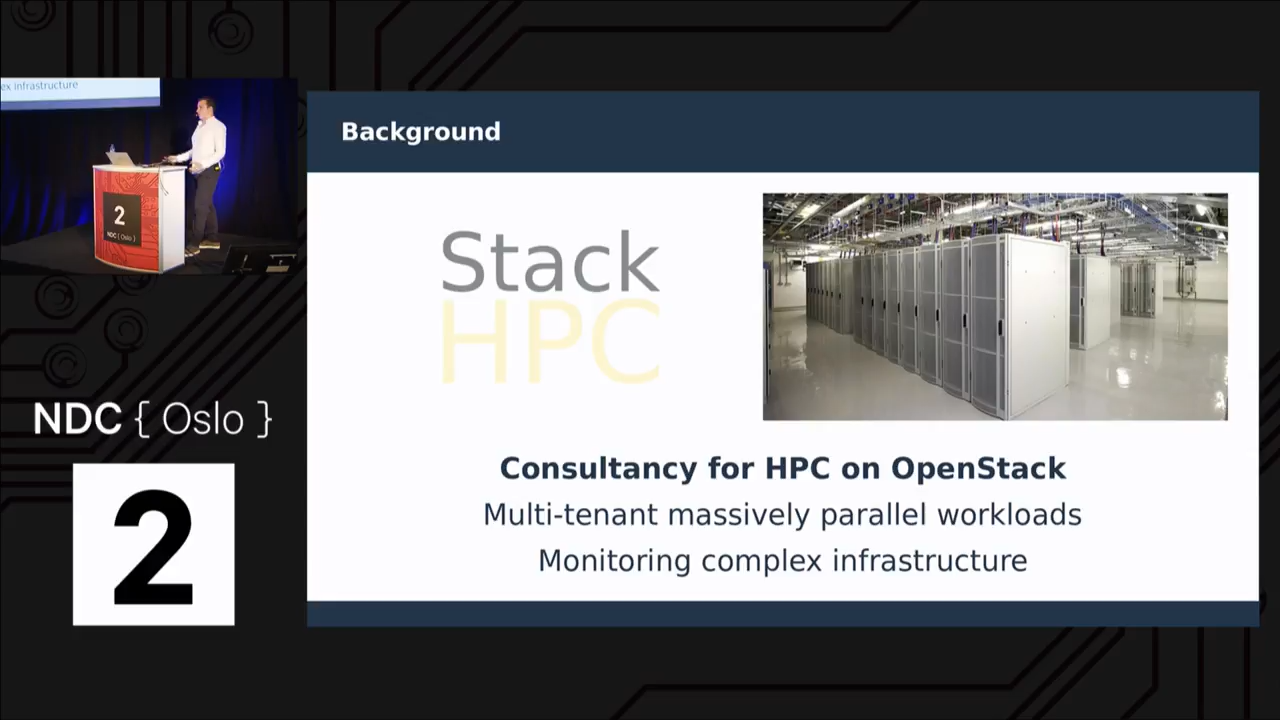 ex infrastructure
2
NDC { Oslo }
NDC { Oslo }
2
Background
Stack
HPC
Consultancy for HPC on OpenStack
Multi-tenant massively parallel workloads
Monitoring complex infrastructure